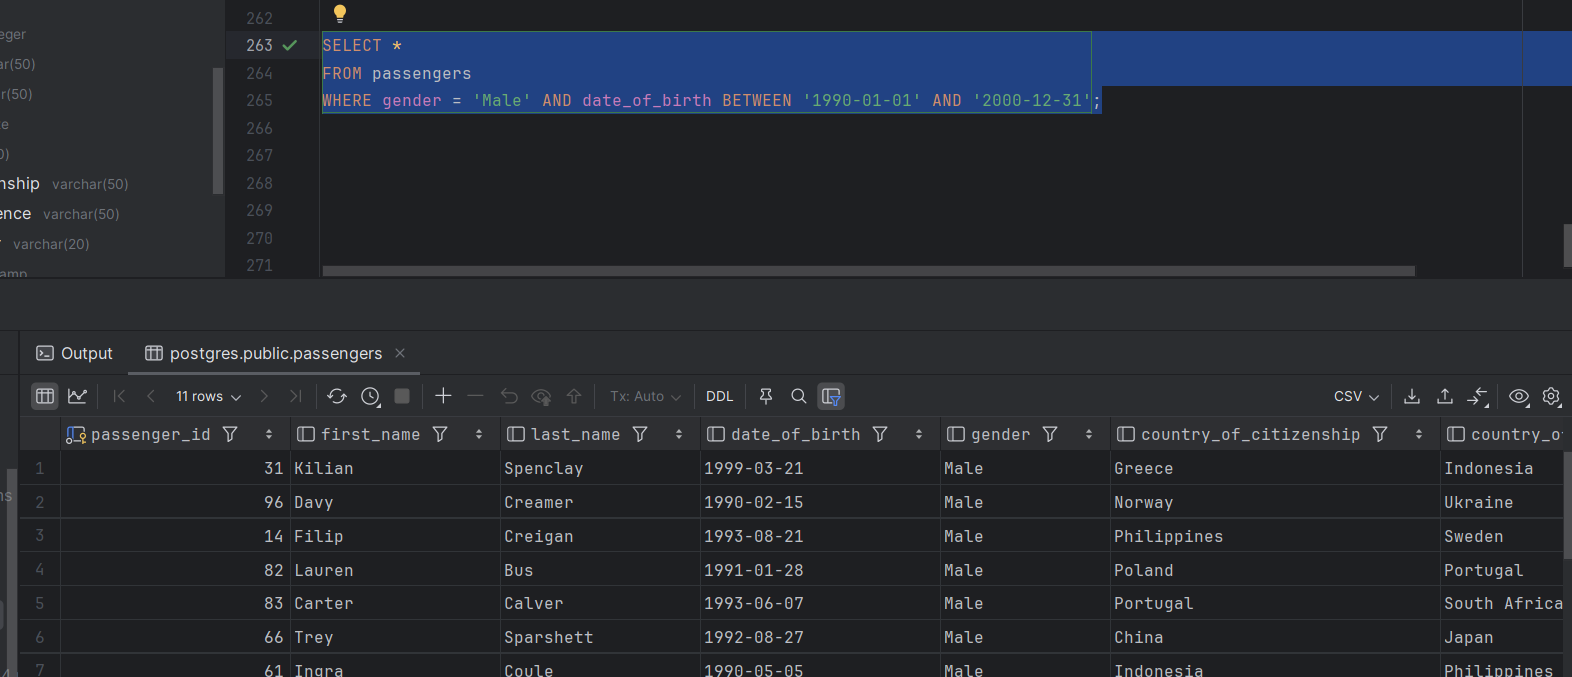 262
eger
263 SELECT *
ar(50)
264 FROM passengers
r(50)
265 WHERE gender = 'Male' AND date_of_birth BETWEEN '1990-01-01' AND '2000-12-31';
te
266
0)
267
nship varchar(50)
268
ence varchar(50)
269
varchar(20)
270
amp
271
Output
postgres.public.passengers
11 rows
Tx: Auto
DDL
CSV
passenger_id first_name last_name date_of_birth gender country_of_citizenship country_o
1 31 Kilian Spenclay 1999-03-21 Male Greece Indonesia
ns
2 96 Davy Creamer 1990-02-15 Male Norway Ukraine
3 14 Filip Creigan 1993-08-21 Male Philippines Sweden
4 82 Lauren Bus 1991-01-28 Male Poland Portugal
5 83 Carter Calver 1993-06-07 Male Portugal South Africa
6 66 Trey Sparshett 1992-08-27 Male China Japan
7 61 Ingra Coule 1990-05-05 Male Indonesia Philippines
4